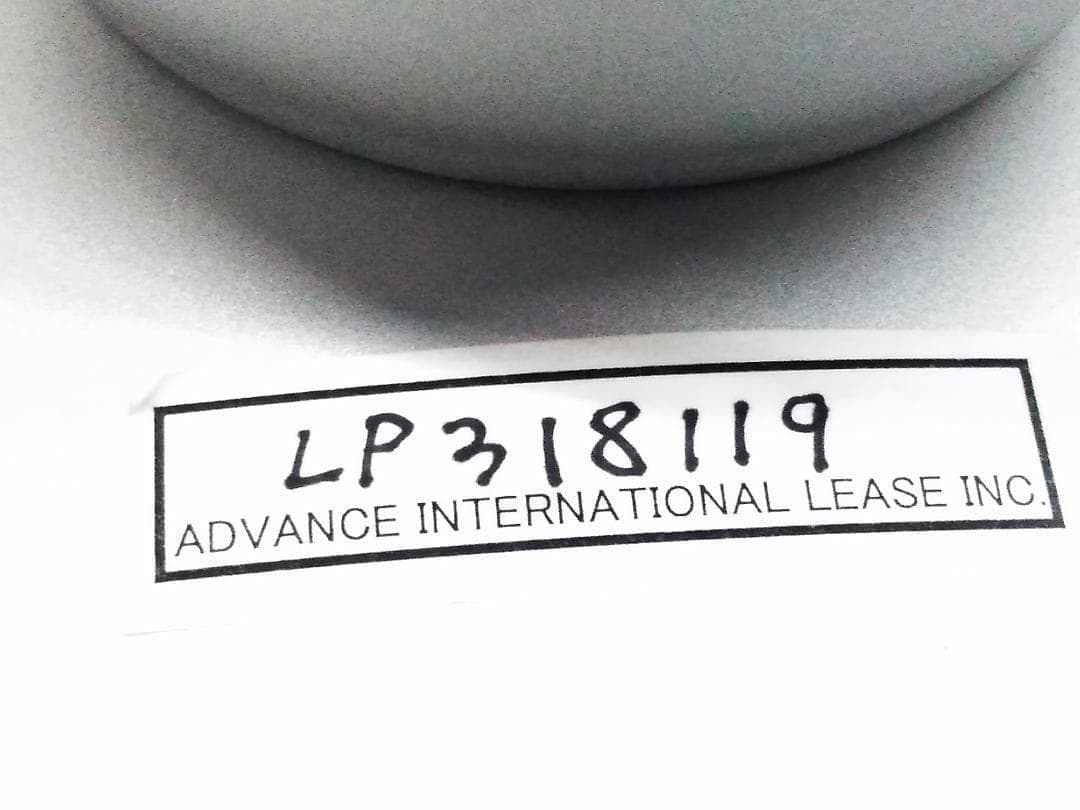 LP318119
ADVANCE INTERNATIONAL LEASE INC.